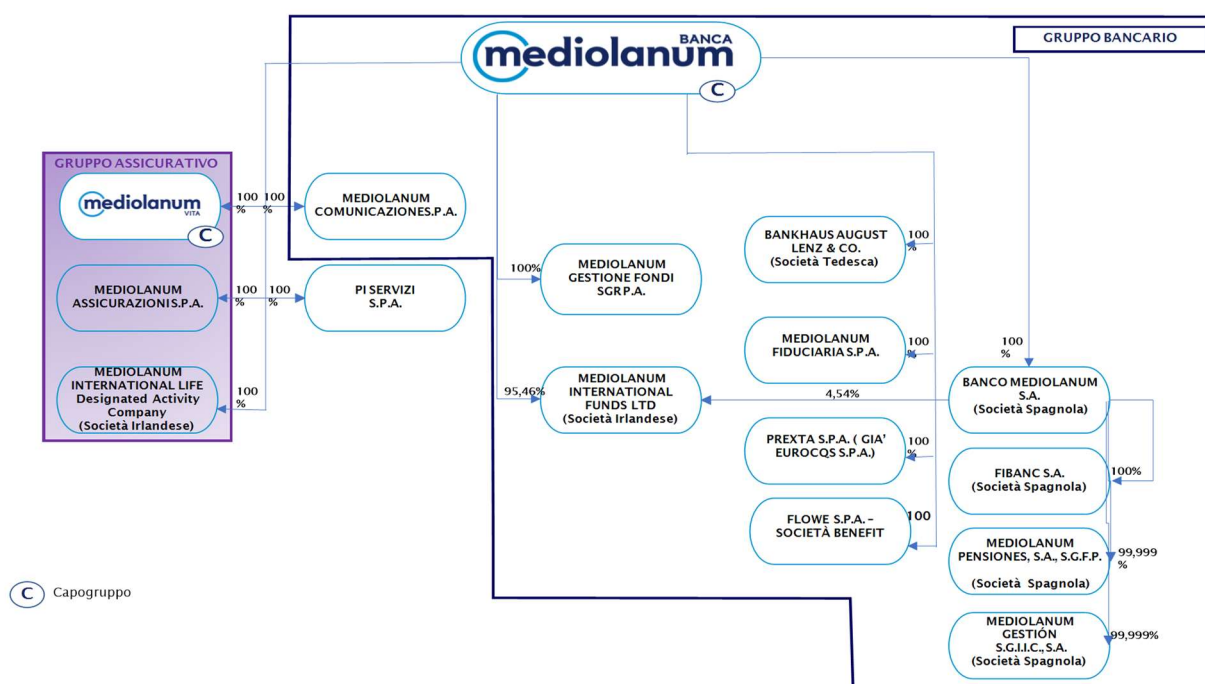 BANCA
mediolanum
C
GRUPPO BANCARIO
GRUPPO ASSICURATIVO
mediolanum
VITA
C
100
%
100
%
MEDIOLANUM
COMUNICAZIONES.P.A.
MEDIOLANUM
ASSICURAZIONIS.P.A.
100
%
100
%
PI SERVIZI
S.P.A.
MEDIOLANUM
INTERNATIONAL LIFE
Designated Activity
Company
(Società Irlandese)
100
%
100%
MEDIOLANUM
GESTIONE FONDI
SGRP.A.
95,46%
MEDIOLANUM
INTERNATIONAL
FUNDS LTD
(Società Irlandese)
BANKHAUS AUGUST
LENZ & CO.
(Società Tedesca)
100
%
MEDIOLANUM
FIDUCIARIA S.P.A.
100
%
4,54%
PREXTA S.P.A. ( GIA’
EUROCQS S.P.A.)
100
%
FLOWE S.P.A. –
SOCIETÀ BENEFIT
100
100
%
BANCO MEDIOLANUM
S.A.
(Società Spagnola)
FIBANC S.A.
(Società Spagnola)
100%
MEDIOLANUM
PENSIONES, S.A., S.G.F.P.
(Società Spagnola)
99,999
%
MEDIOLANUM
GESTIÓN
S.G.I.I.C., S.A.
(Società Spagnola)
99,999%
C
Capogruppo